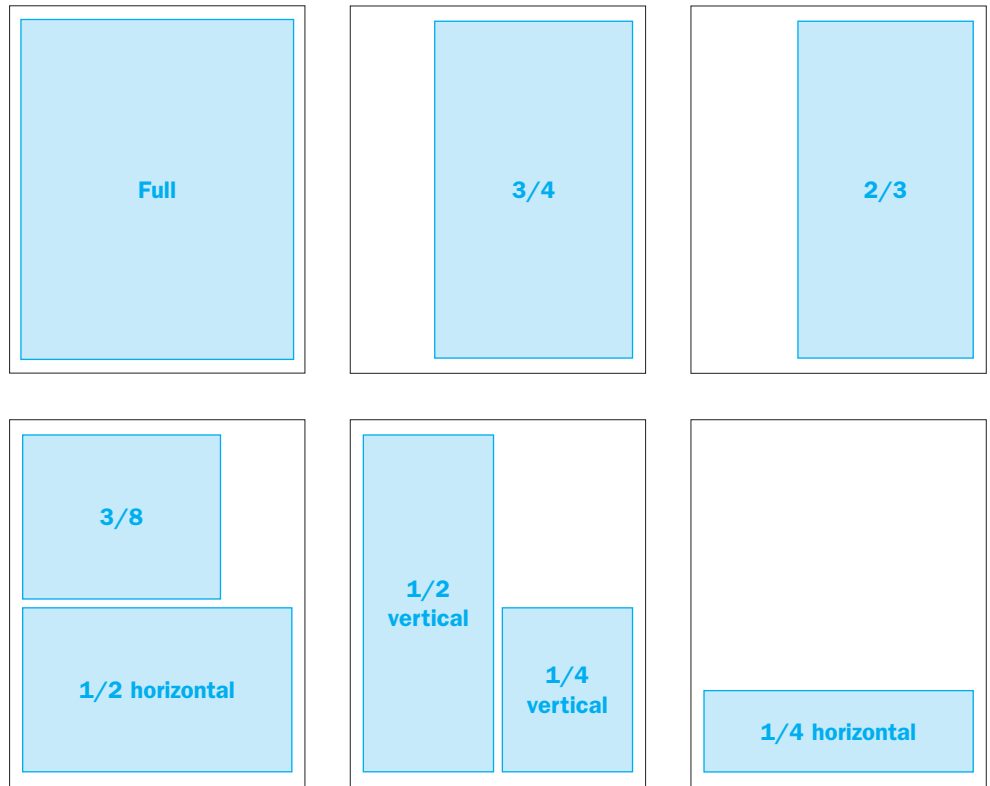 Full
3/4
2/3
3/8
1/2 horizontal
1/2
vertical
1/4
vertical
1/4 horizontal